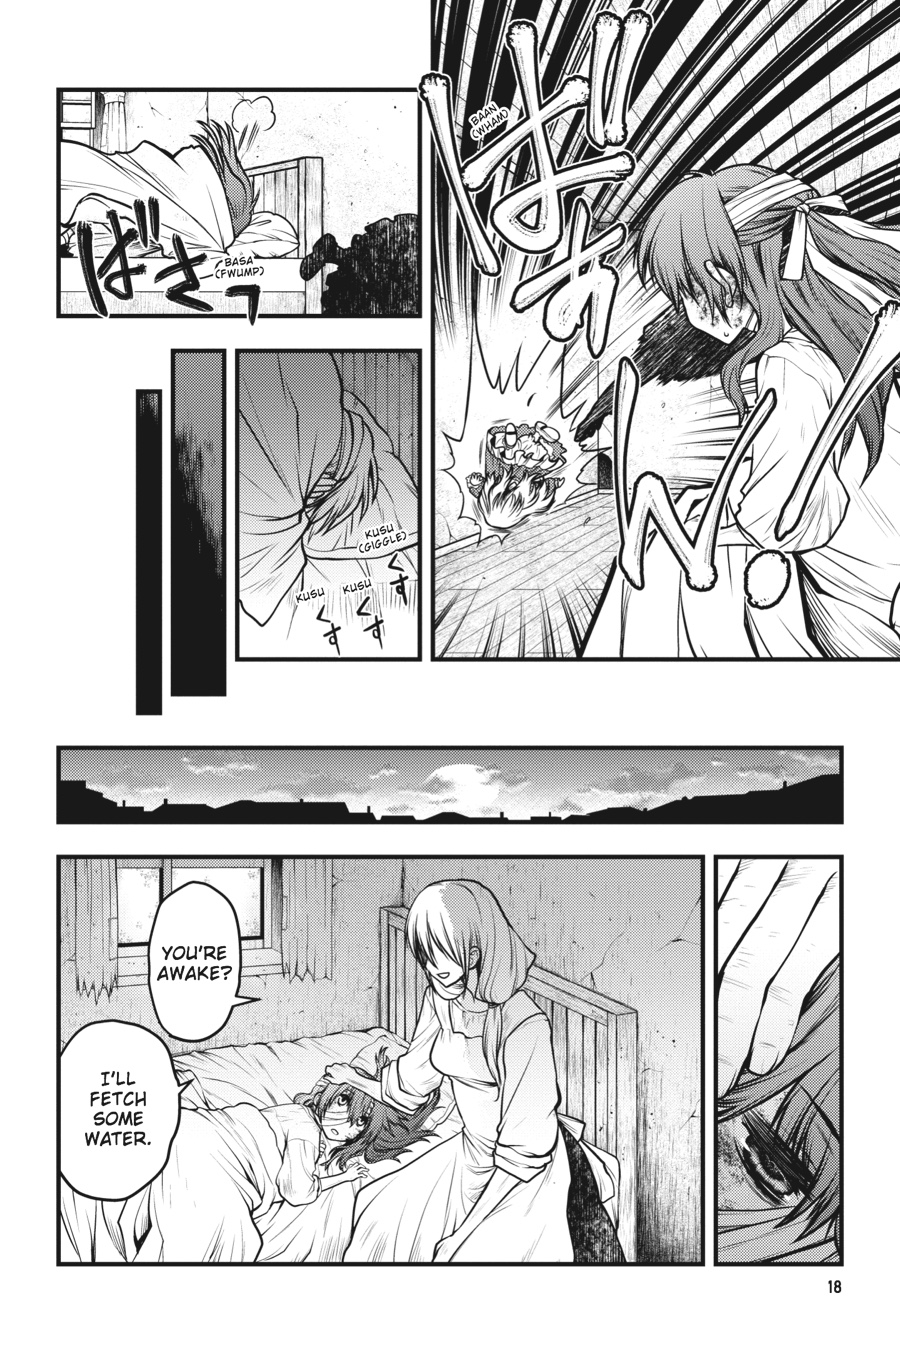 ばぁん!
BAAN
(WHAM)
ばさっ
BASA
(FWUMP)
KUSU
(GIGGLE)
くす
KUSU
くす
KUSU
くす
YOU'RE
AWAKE?
I'LL
FETCH
SOME
WATER.
18